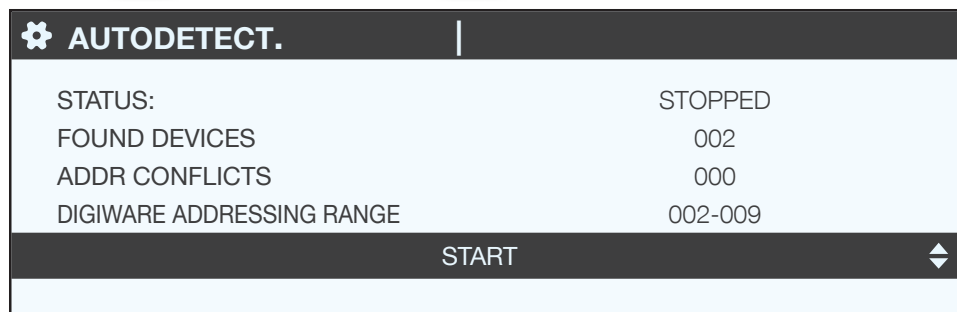 AUTODETECT.
STATUS: STOPPED
FOUND DEVICES 002
ADDR CONFLICTS 000
DIGIWARE ADDRESSING RANGE 002-009
START